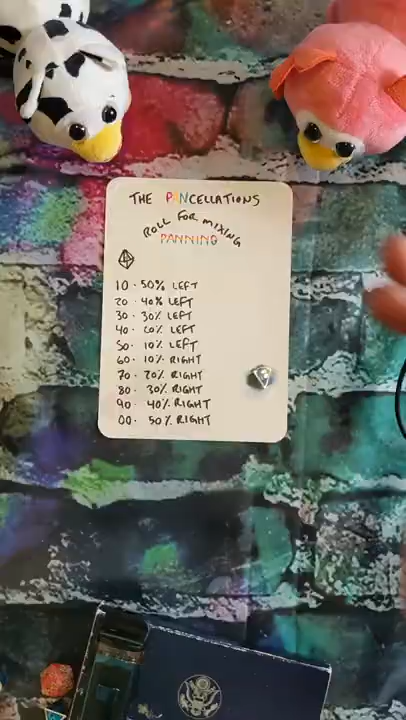 THE PANCELLATIONS
ROLL FOR MIXING
PANNING
10 · 50% LEFT
20 · 40% LEFT
30 · 30% LEFT
40 · 20% LEFT
50 · 10% LEFT
60 · 10% RIGHT
70 · 20% RIGHT
80 · 30% RIGHT
90 · 40% RIGHT
00 · 50% RIGHT